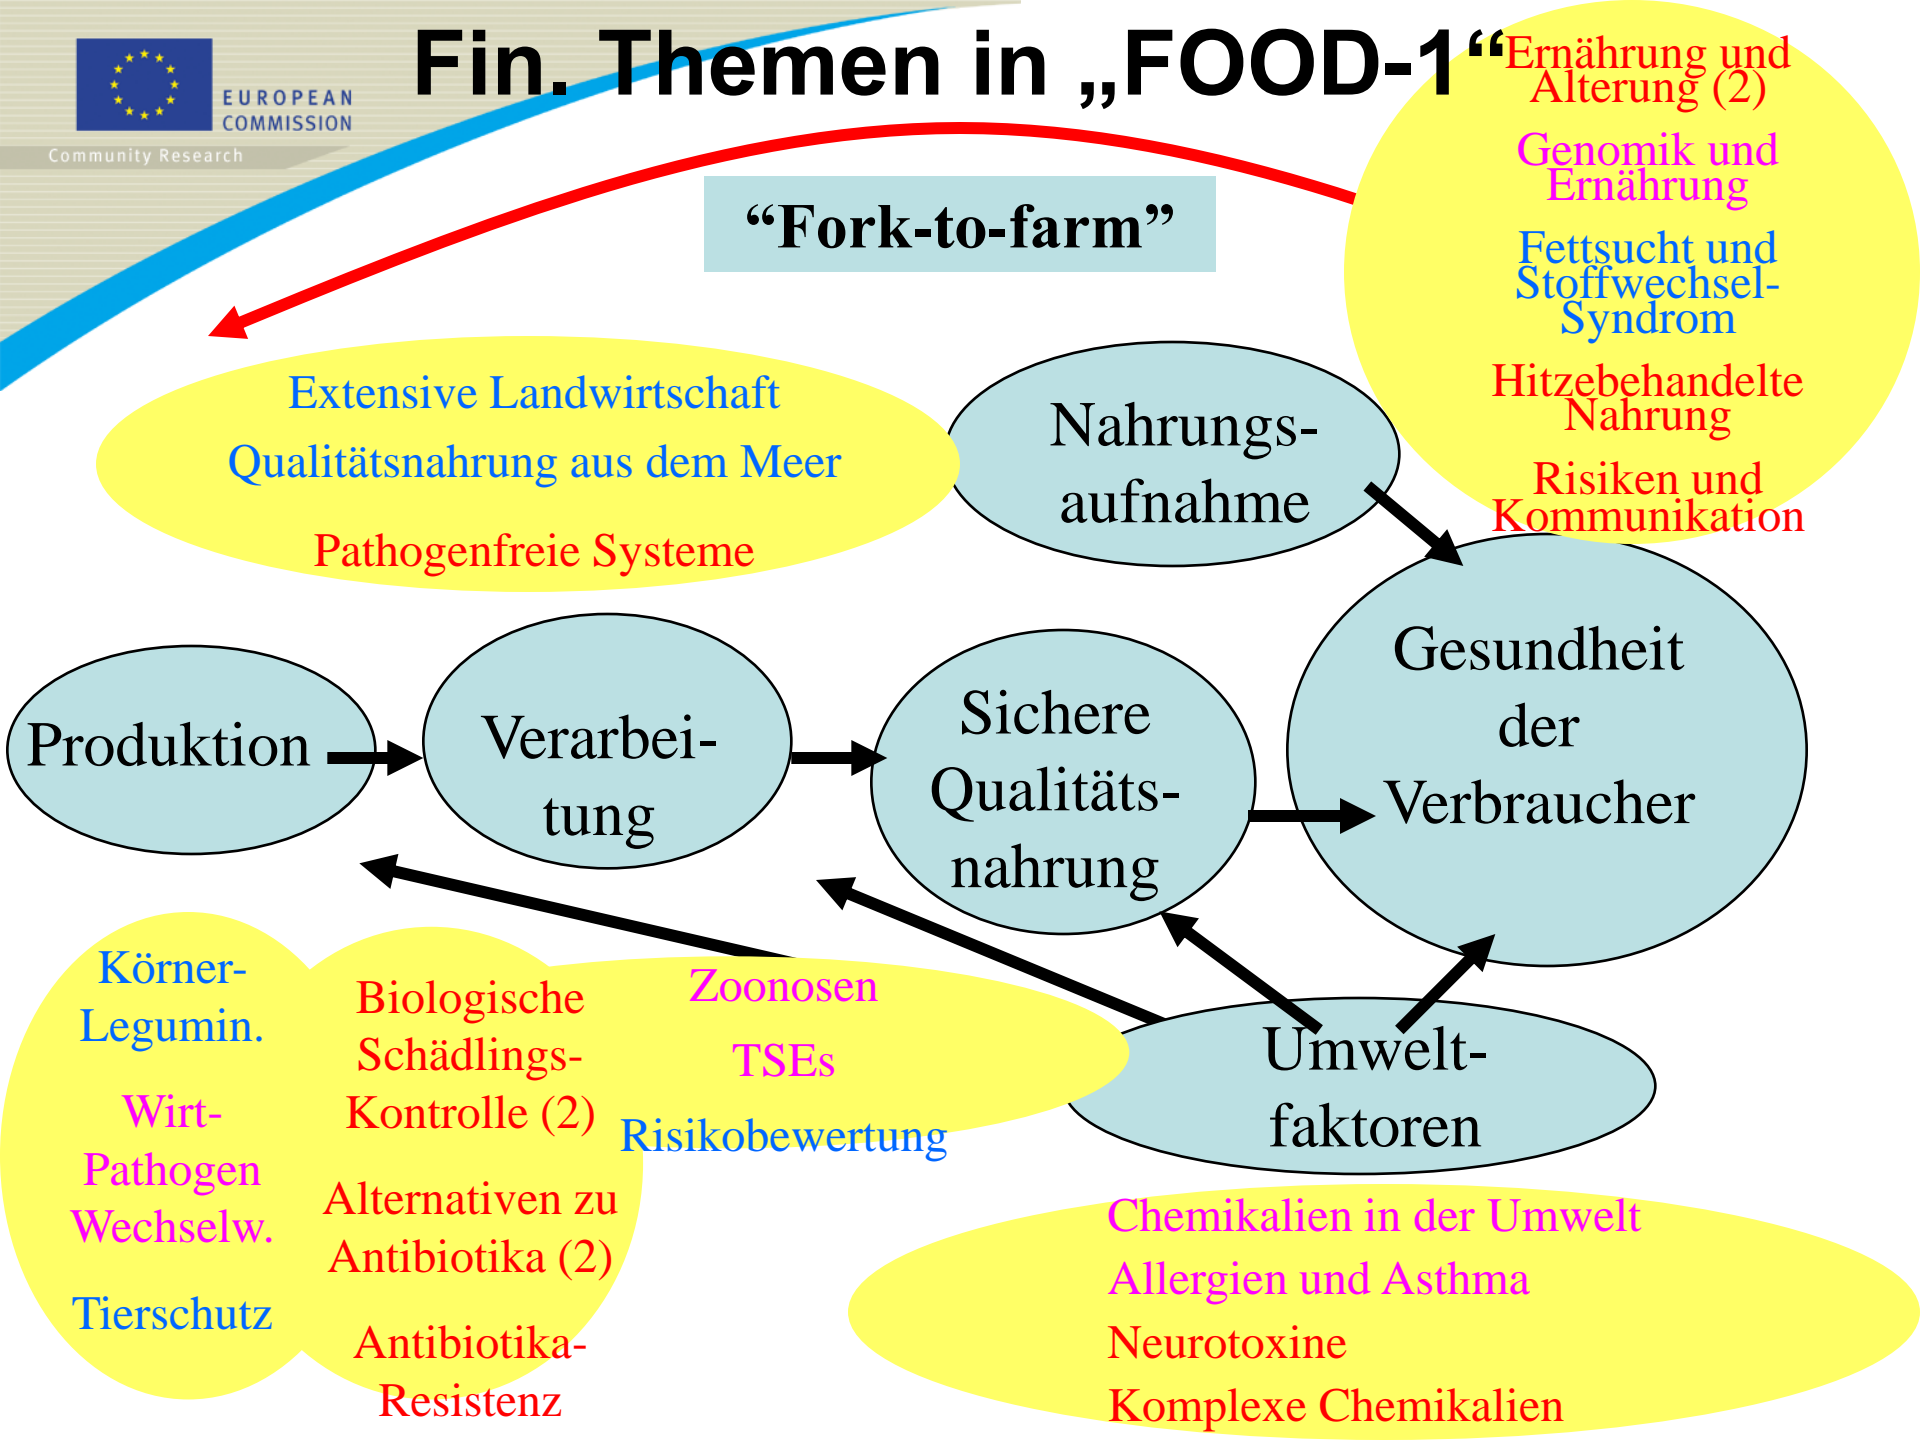 Fin. Themen in „FOOD-1“
EUROPEAN
COMMISSION
Community Research
“Fork-to-farm”
Ernährung und
Alterung (2)
Genomik und
Ernährung
Fettsucht und
Stoffwechsel-
Syndrom
Hitzebehandelte
Nahrung
Risiken und
Kommunikation
Extensive Landwirtschaft
Qualitätsnahrung aus dem Meer
Pathogenfreie Systeme
Nahrungs-
aufnahme
Produktion
Verarbei-
tung
Sichere
Qualitäts-
nahrung
Gesundheit
der
Verbraucher
Körner-
Legumin.
Wirt-
Pathogen
Wechselw.
Tierschutz
Biologische
Schädlings-
Kontrolle (2)
Alternativen zu
Antibiotika (2)
Antibiotika-
Resistenz
Zoonosen
TSEs
Risikobewertung
Umwelt-
faktoren
Chemikalien in der Umwelt
Allergien und Asthma
Neurotoxine
Komplexe Chemikalien